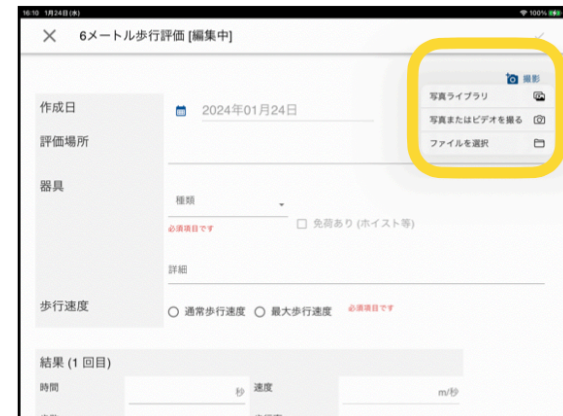 16:10 1月24日(水) 100%
6メートル歩行評価 [編集中]
撮影
写真ライブラリ
写真またはビデオを撮る
ファイルを選択
作成日 2024年01月24日
評価場所
器具
種類
必須項目です 免荷あり (ホイスト等)
詳細
歩行速度 通常歩行速度 最大歩行速度 必須項目です
結果 (1 回目)
時間 秒 速度 m/秒